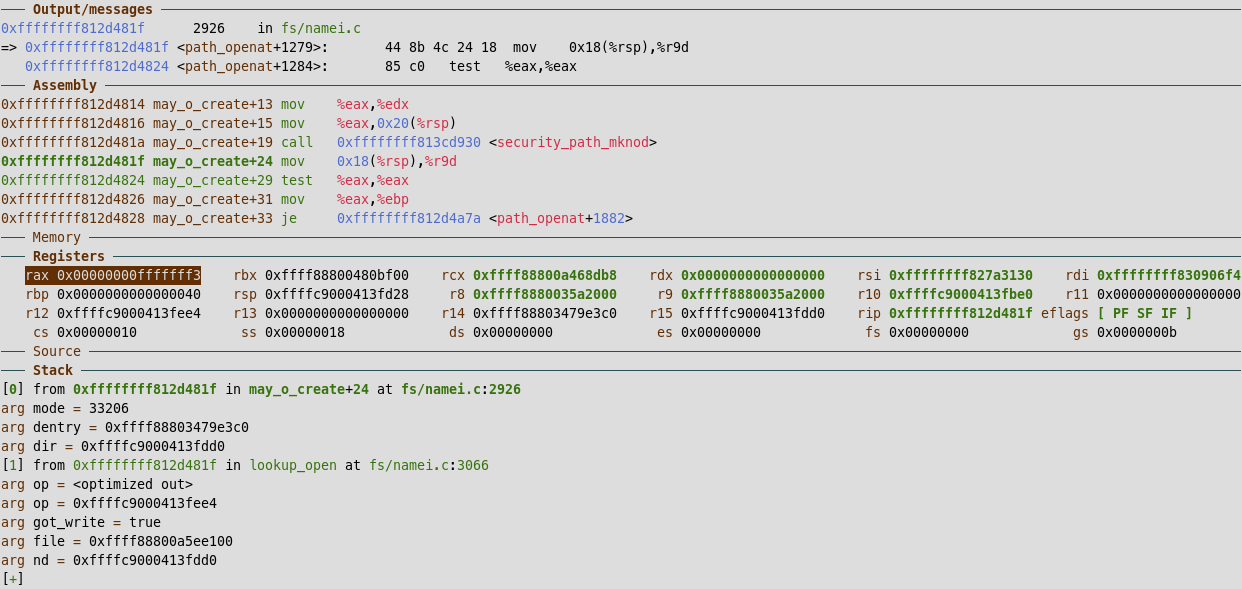 Output/messages
0xffffffff812d481f      2926    in fs/namei.c
=> 0xffffffff812d481f <path_openat+1279>:       44 8b 4c 24 18  mov    0x18(%rsp),%r9d
   0xffffffff812d4824 <path_openat+1284>:       85 c0   test   %eax,%eax
Assembly
0xffffffff812d4814 may_o_create+13 mov    %eax,%edx
0xffffffff812d4816 may_o_create+15 mov    %eax,0x20(%rsp)
0xffffffff812d481a may_o_create+19 call   0xffffffff813cd930 <security_path_mknod>
0xffffffff812d481f may_o_create+24 mov    0x18(%rsp),%r9d
0xffffffff812d4824 may_o_create+29 test   %eax,%eax
0xffffffff812d4826 may_o_create+31 mov    %eax,%ebp
0xffffffff812d4828 may_o_create+33 je     0xffffffff812d4a7a <path_openat+1882>
Memory
Registers
rax 0x00000000fffffff3    rbx 0xffff88800480bf00    rcx 0xffff88800a468db8    rdx 0x0000000000000000    rsi 0xffffffff827a3130    rdi 0xffffffff830906f4
rbp 0x0000000000000040    rsp 0xffffc9000413fd28    r8 0xffff8880035a2000    r9 0xffff8880035a2000    r10 0xffffc9000413fbe0    r11 0x0000000000000000
r12 0xffffc9000413fee4    r13 0x0000000000000000    r14 0xffff88803479e3c0    r15 0xffffc9000413fdd0    rip 0xffffffff812d481f eflags [ PF SF IF ]
cs 0x00000010    ss 0x00000018    ds 0x00000000    es 0x00000000    fs 0x00000000    gs 0x0000000b
Source
Stack
[0] from 0xffffffff812d481f in may_o_create+24 at fs/namei.c:2926
arg mode = 33206
arg dentry = 0xffff88803479e3c0
arg dir = 0xffffc9000413fdd0
[1] from 0xffffffff812d481f in lookup_open at fs/namei.c:3066
arg op = <optimized out>
arg op = 0xffffc9000413fee4
arg got_write = true
arg file = 0xffff88800a5ee100
arg nd = 0xffffc9000413fdd0
[+]